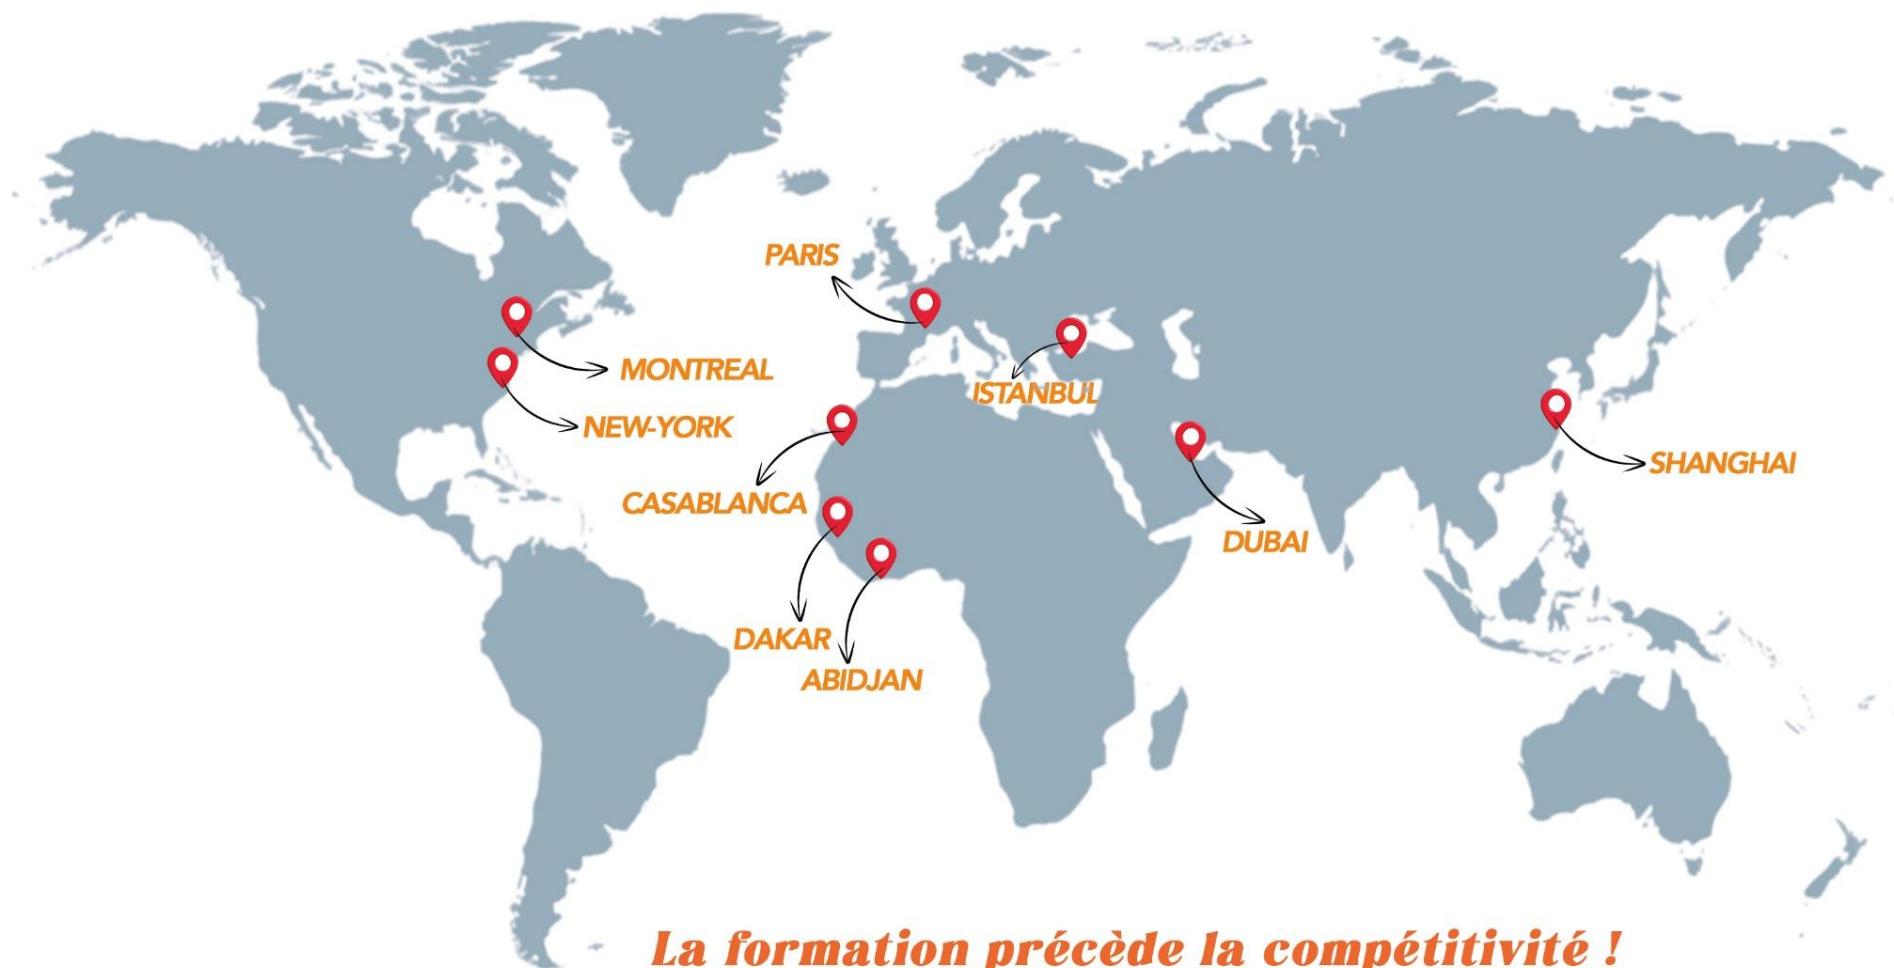 PARIS
MONTREAL
ISTANBUL
NEW-YORK
SHANGHAI
CASABLANCA
DUBAI
DAKAR
ABIDJAN
La formation précède la compétitivité !